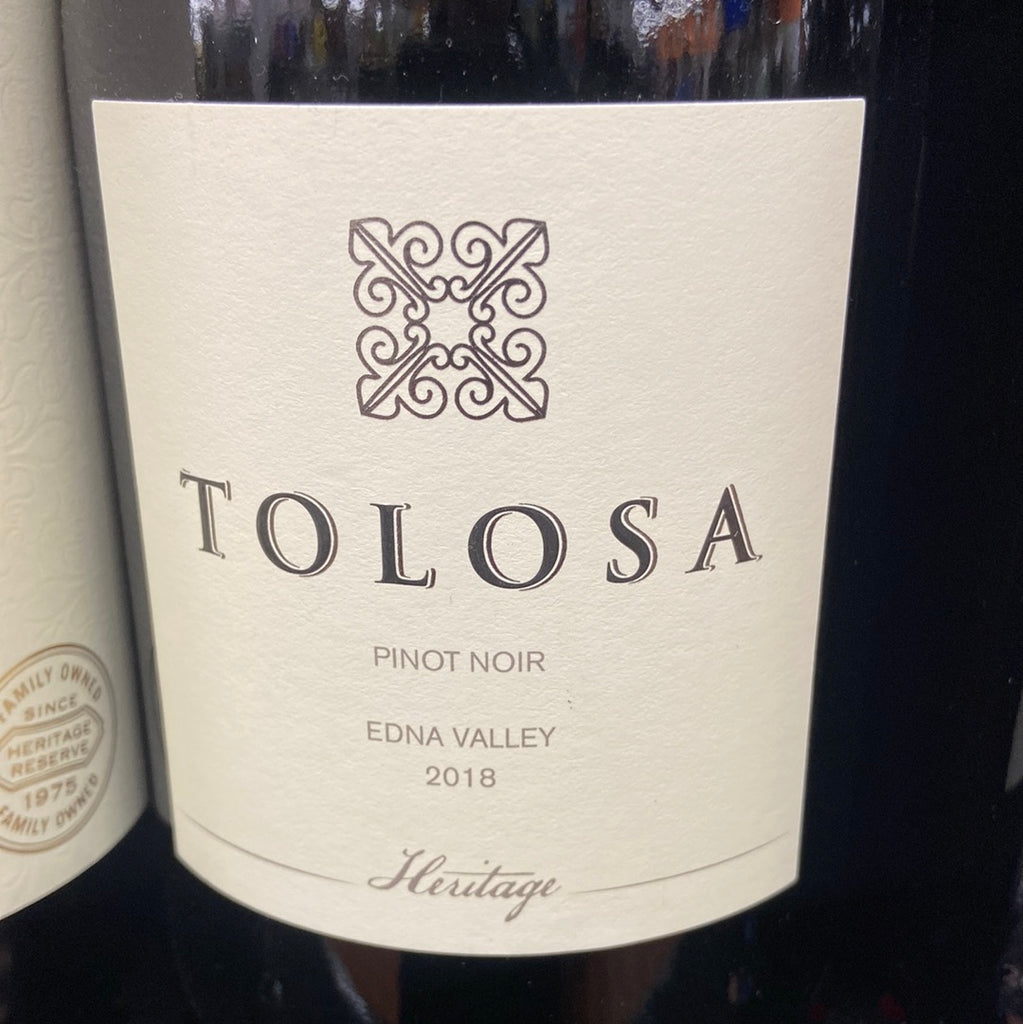 TOLOSA
PINOT NOIR
EDNA VALLEY
2018
Heritage
FAMILY OWNED
SINCE
HERITAGE
RESERVE
1975
FAMILY OWNED